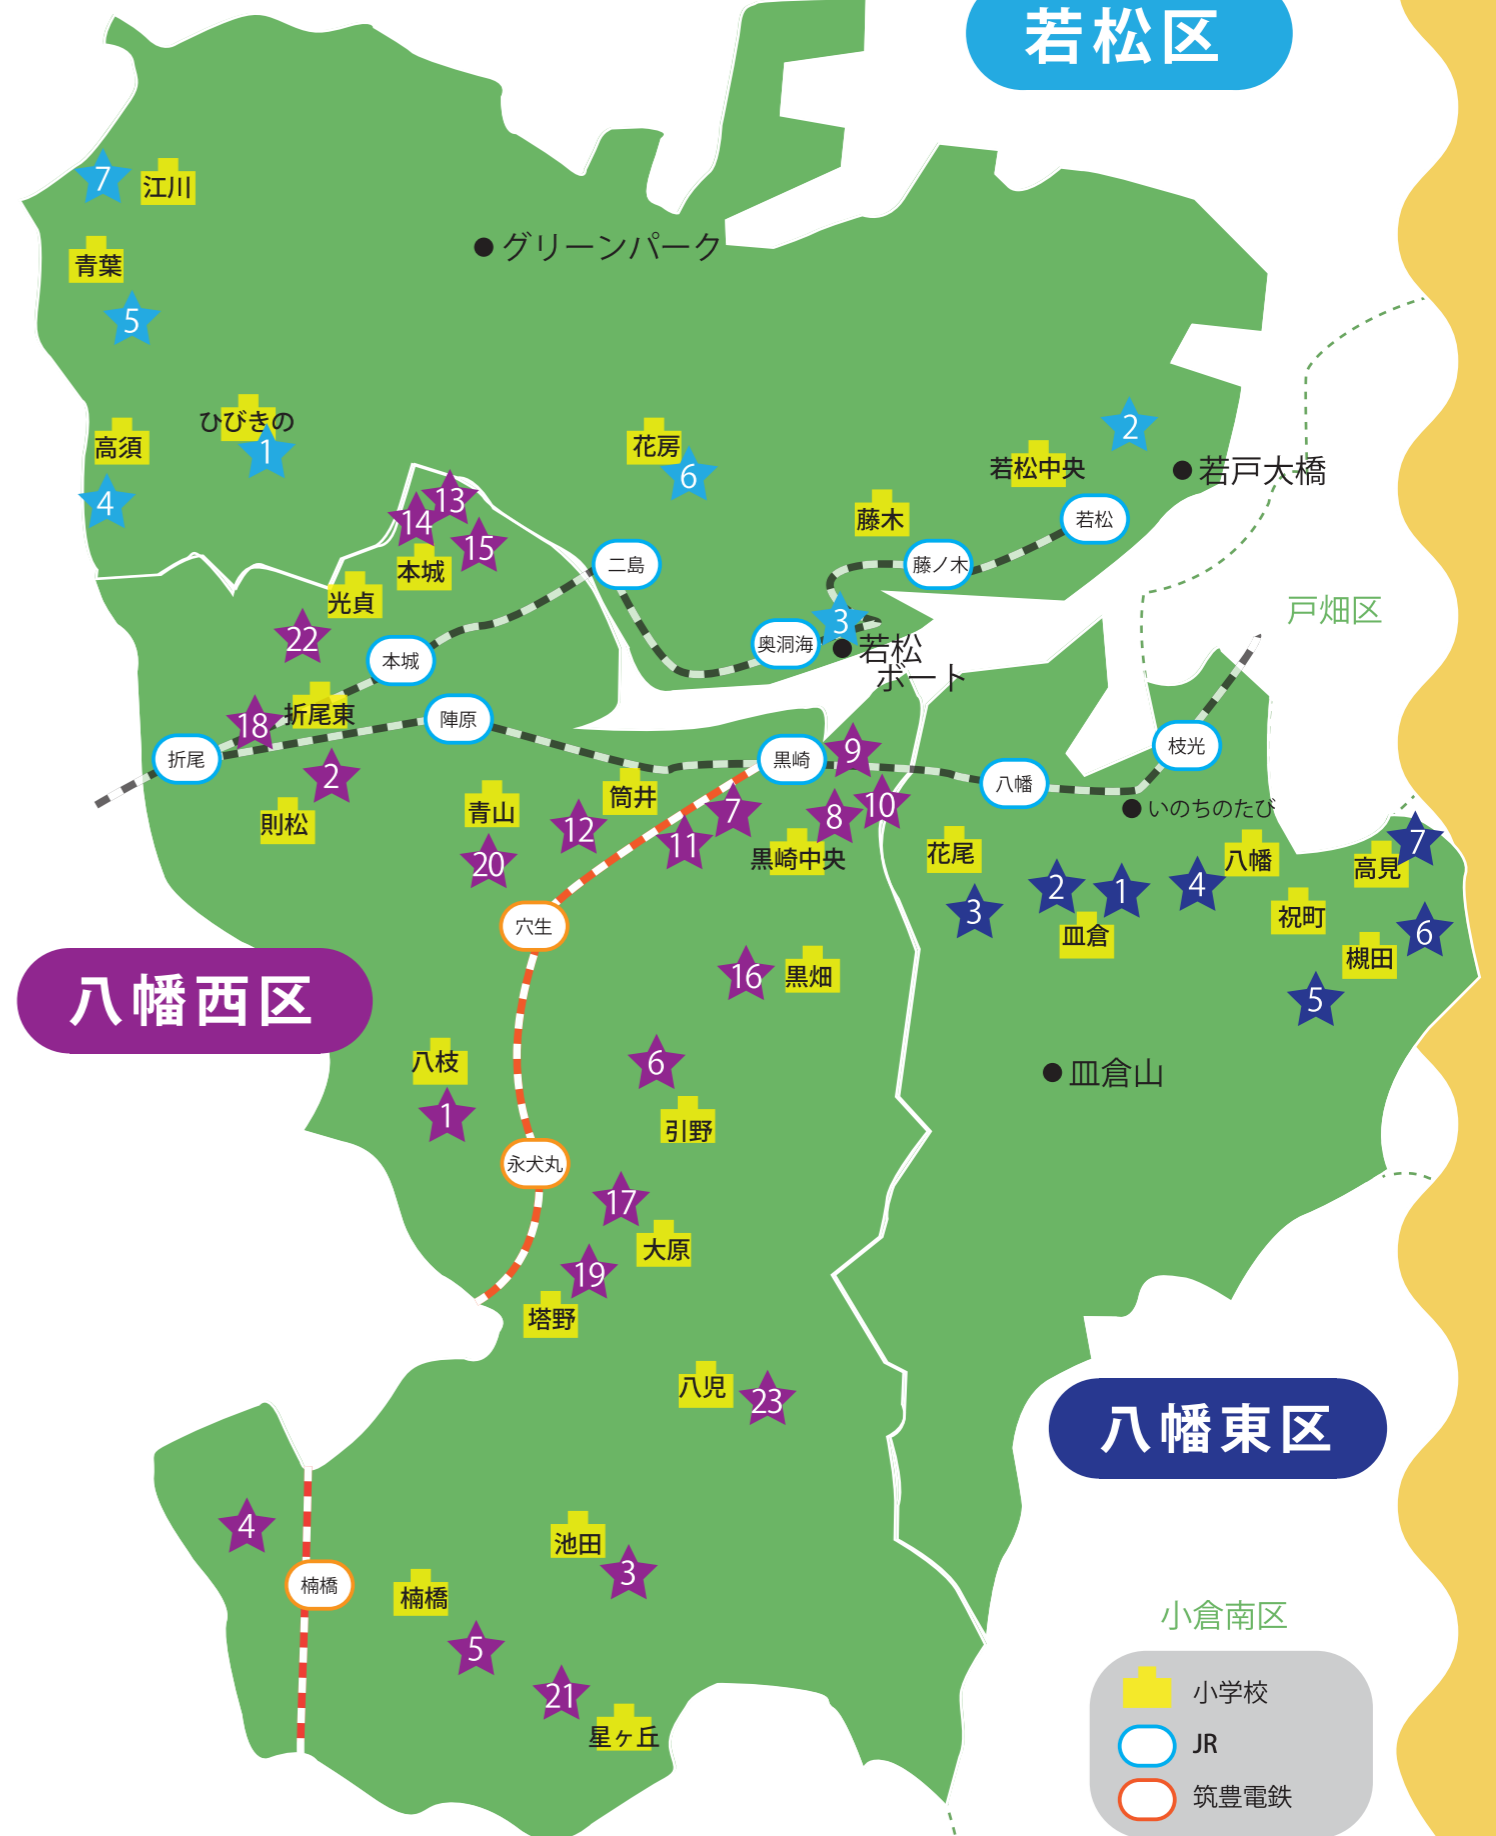 若松区
7
江川
青葉
グリーンパーク
5
ひびきの
高須
1
4
花房
6
2
若松中央
若戸大橋
13
14
15
藤木
若松
本城
二島
藤ノ木
光貞
戸畑区
22
3
本城
奥洞海
若松
ボート
折尾東
18
陣原
折尾
2
黒崎
9
枝光
八幡
いのちのたび
則松
青山
筒井
12
7
8
10
11
黒崎中央
20
花尾
八幡
高見
7
2
1
4
3
皿倉
祝町
6
槻田
5
穴生
16
黒畑
八幡西区
八枝
6
1
引野
皿倉山
永犬丸
17
大原
19
塔野
八児
23
八幡東区
4
池田
3
楠橋
楠橋
5
21
星ヶ丘
小倉南区
小学校
JR
筑豊電鉄